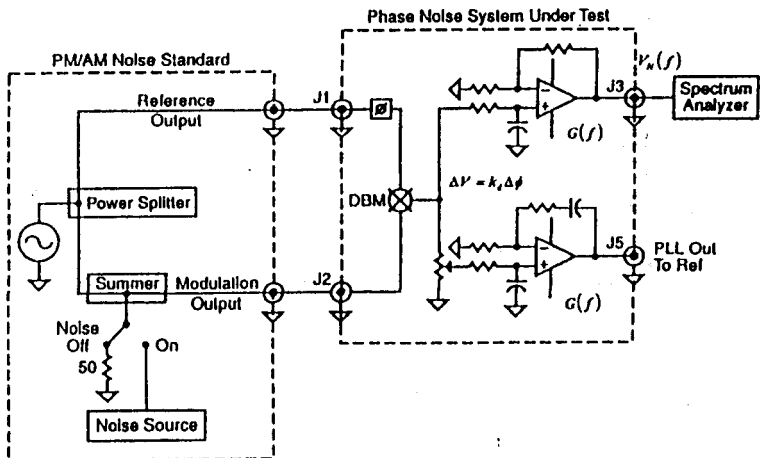 Phase Noise System Under Test
PM/AM Noise Standard
Reference
Output
J1
ø
DBM
ΔV = k_d Δϕ
G(f)
V_N(f)
J3
Spectrum
Analyzer
Power Splitter
Summer
Modulation
Output
J2
G(f)
J5
PLL Out
To Ref
Noise
Off
50
On
Noise Source